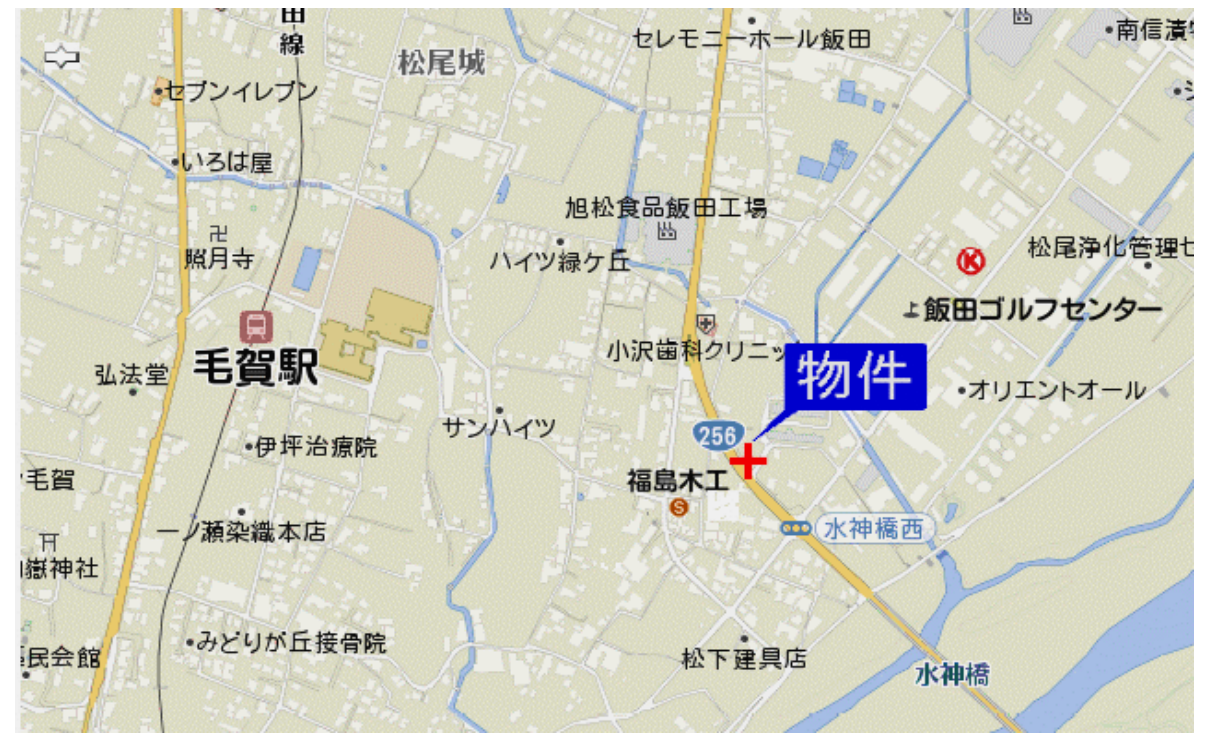 田
線
セレモニーホール飯田
松尾城
セブンイレブン
いろは屋
旭松食品飯田工場
照月寺
ハイツ緑ケ丘
松尾浄化管理セ
K
飯田ゴルフセンター
小沢歯科クリニッ
物件
毛賀駅
弘法堂
オリエントオール
サンハイツ
256
伊坪治療院
毛賀
福島木工
S
一ノ瀬染織本店
水神橋西
嶽神社
みどりが丘接骨院
民会館
松下建具店
水神橋